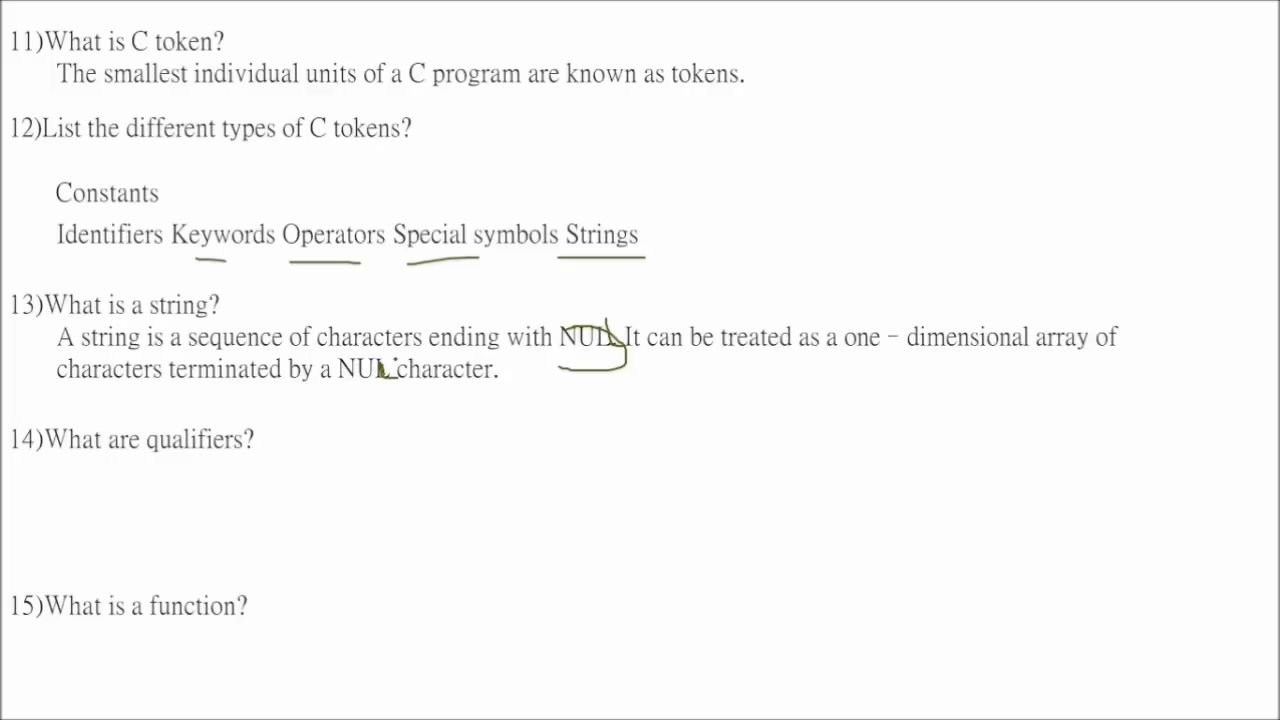 11)What is C token?
The smallest individual units of a C program are known as tokens.
12)List the different types of C tokens?
Constants
Identifiers Keywords Operators Special symbols Strings
13)What is a string?
A string is a sequence of characters ending with NUL. It can be treated as a one – dimensional array of
characters terminated by a NUL character.
14)What are qualifiers?
15)What is a function?